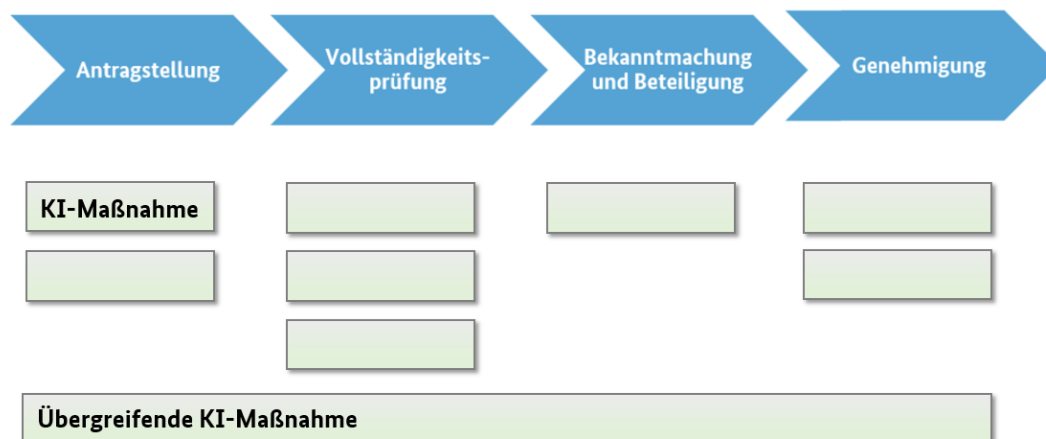 Antragstellung
Vollständigkeits-
prüfung
Bekanntmachung
und Beteiligung
Genehmigung
KI-Maßnahme
Übergreifende KI-Maßnahme